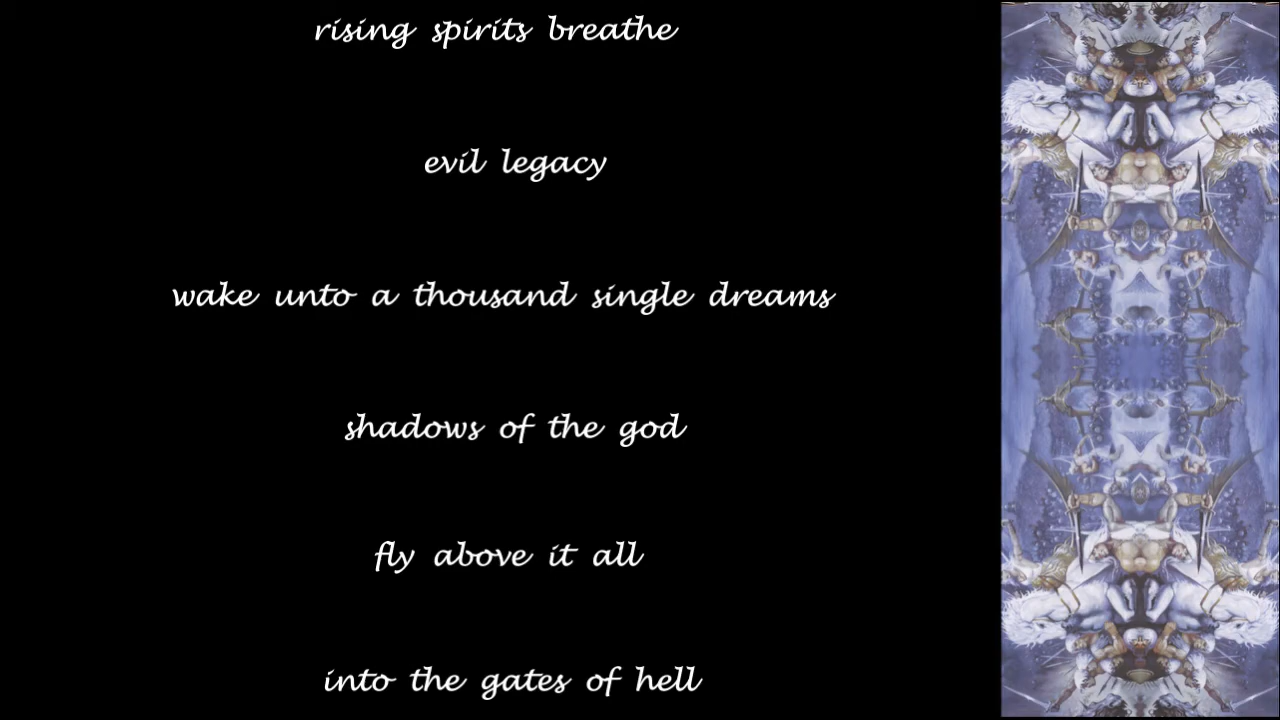 rising spirits breathe
evil legacy
wake unto a thousand single dreams
shadows of the god
fly above it all
into the gates of hell